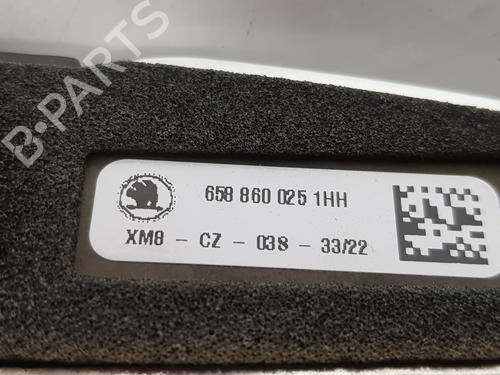 B-PARTS
658 860 025 1HH
XM8 - CZ - 038 - 33/22